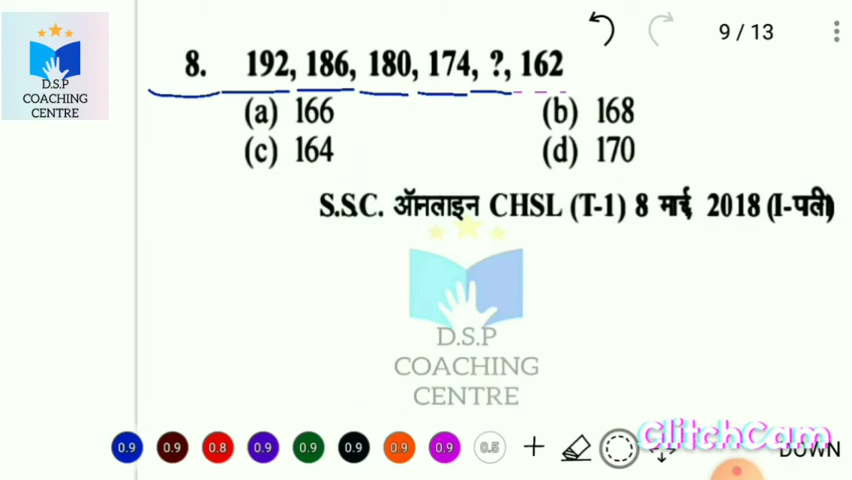 D.S.P
COACHING
CENTRE
9 / 13
8. 192, 186, 180, 174, ?, 162
(a) 166 (b) 168
(c) 164 (d) 170
S.S.C. ऑनलाइन CHSL (T-1) 8 माई 2018 (I-पली)
D.S.P
COACHING
CENTRE
0.9 0.9 0.8 0.9 0.9 0.9 0.9 0.9 0.5
GlitchCam
DOWN